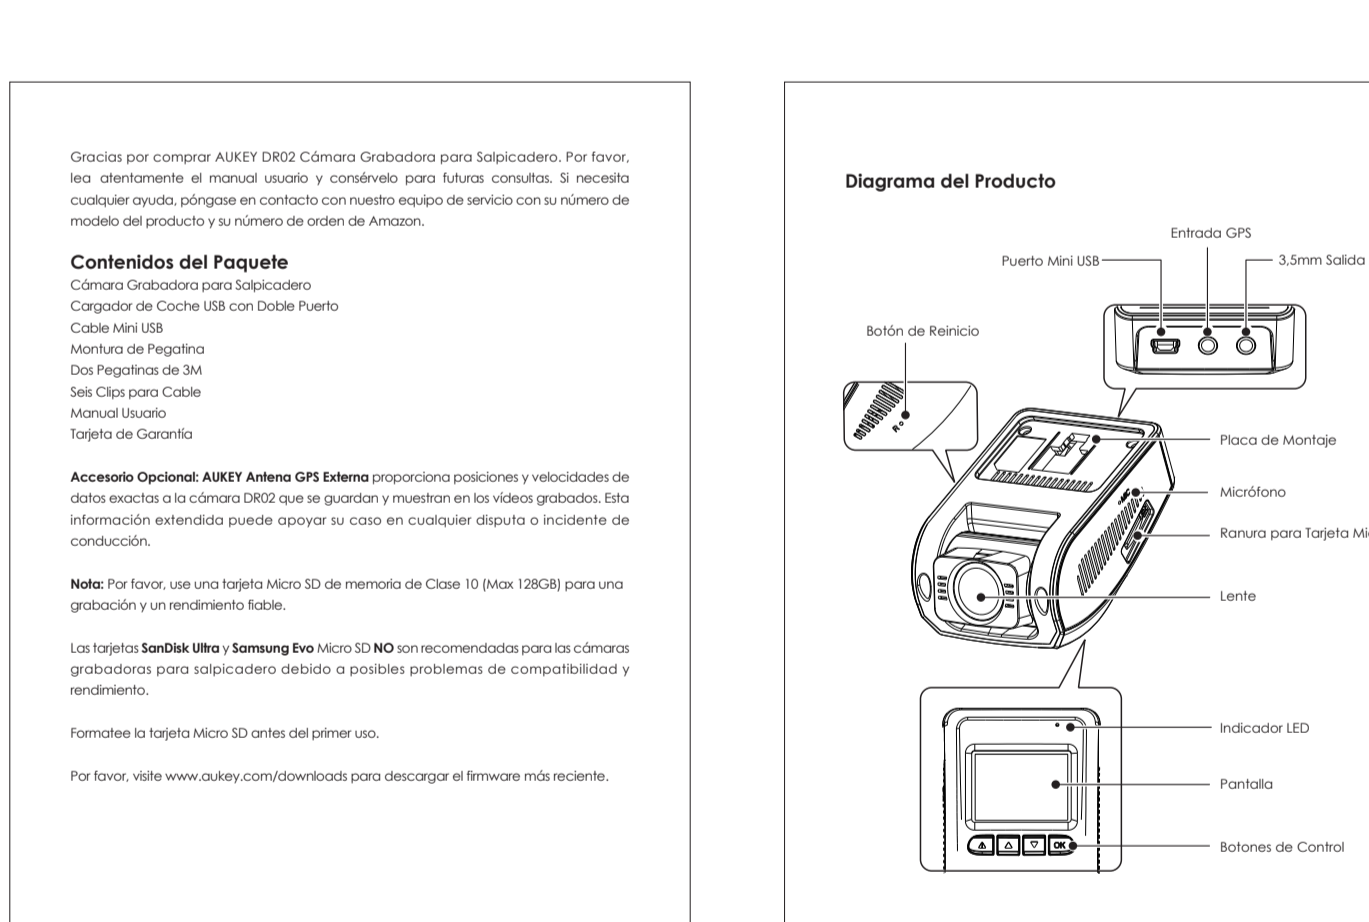 Gracias por comprar AUKEY DR02 Cámara Grabadora para Salpicadero. Por favor,
lea atentamente el manual usuario y consérvelo para futuras consultas. Si necesita
cualquier ayuda, póngase en contacto con nuestro equipo de servicio con su número de
modelo del producto y su número de orden de Amazon.
Contenidos del Paquete
Cámara Grabadora para Salpicadero
Cargador de Coche USB con Doble Puerto
Cable Mini USB
Montura de Pegatina
Dos Pegatinas de 3M
Seis Clips para Cable
Manual Usuario
Tarjeta de Garantía
Accesorio Opcional: AUKEY Antena GPS Externa proporciona posiciones y velocidades de
datos exactas a la cámara DR02 que se guardan y muestran en los vídeos grabados. Esta
información extendida puede apoyar su caso en cualquier disputa o incidente de
conducción.
Nota: Por favor, use una tarjeta Micro SD de memoria de Clase 10 (Max 128GB) para una
grabación y un rendimiento fiable.
Las tarjetas SanDisk Ultra y Samsung Evo Micro SD NO son recomendadas para las cámaras
grabadoras para salpicadero debido a posibles problemas de compatibilidad y
rendimiento.
Formatee la tarjeta Micro SD antes del primer uso.
Por favor, visite www.aukey.com/downloads para descargar el firmware más reciente.
Diagrama del Producto
Entrada GPS
Puerto Mini USB
3,5mm Salida
Botón de Reinicio
R
Placa de Montaje
MIC
Micrófono
Ranura para Tarjeta Mic
Lente
Indicador LED
Pantalla
OK
Botones de Control